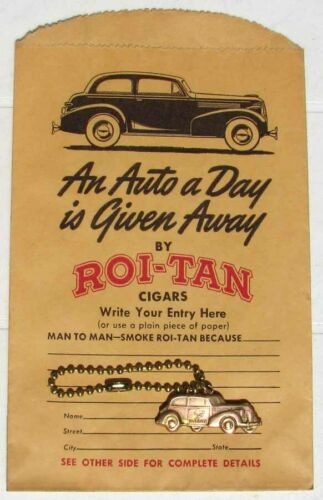 An Auto a Day
is Given Away
BY
ROI-TAN
CIGARS
Write Your Entry Here
(or use a plain piece of paper)
MAN TO MAN—SMOKE ROI-TAN BECAUSE
Name
Street
City State
SEE OTHER SIDE FOR COMPLETE DETAILS